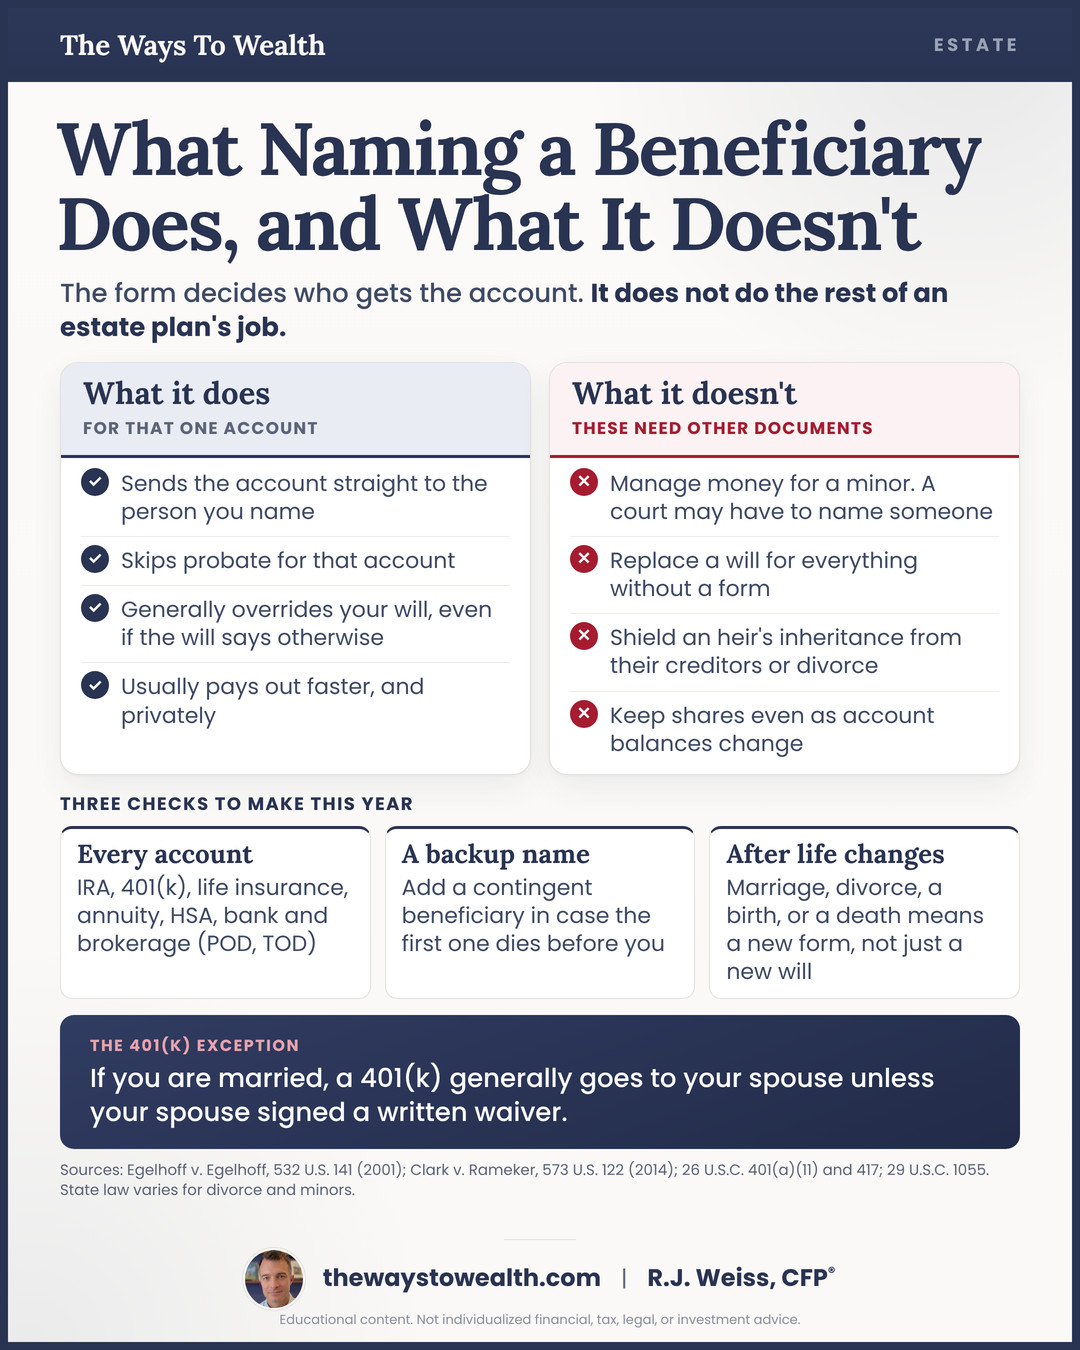 The Ways To Wealth
ESTATE
What Naming a Beneficiary
Does, and What It Doesn't
The form decides who gets the account. It does not do the rest of an
estate plan's job.
What it does
FOR THAT ONE ACCOUNT
Sends the account straight to the
person you name
Skips probate for that account
Generally overrides your will, even
if the will says otherwise
Usually pays out faster, and
privately
What it doesn't
THESE NEED OTHER DOCUMENTS
Manage money for a minor. A
court may have to name someone
Replace a will for everything
without a form
Shield an heir's inheritance from
their creditors or divorce
Keep shares even as account
balances change
THREE CHECKS TO MAKE THIS YEAR
Every account
IRA, 401(k), life insurance,
annuity, HSA, bank and
brokerage (POD, TOD)
A backup name
Add a contingent
beneficiary in case the
first one dies before you
After life changes
Marriage, divorce, a
birth, or a death means
a new form, not just a
new will
THE 401(K) EXCEPTION
If you are married, a 401(k) generally goes to your spouse unless
your spouse signed a written waiver.
Sources: Egelhoff v. Egelhoff, 532 U.S. 141 (2001); Clark v. Rameker, 573 U.S. 122 (2014); 26 U.S.C. 401(a)(11) and 417; 29 U.S.C. 1055.
State law varies for divorce and minors.
thewaystowealth.com | R.J. Weiss, CFP®
Educational content. Not individualized financial, tax, legal, or investment advice.